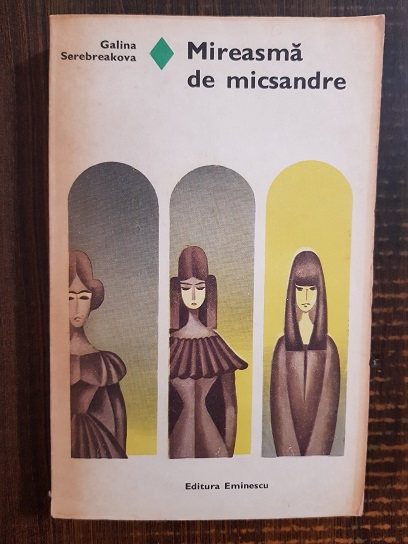 Galina
Serebreakova
Mireasmă
de micsandre
Editura Eminescu